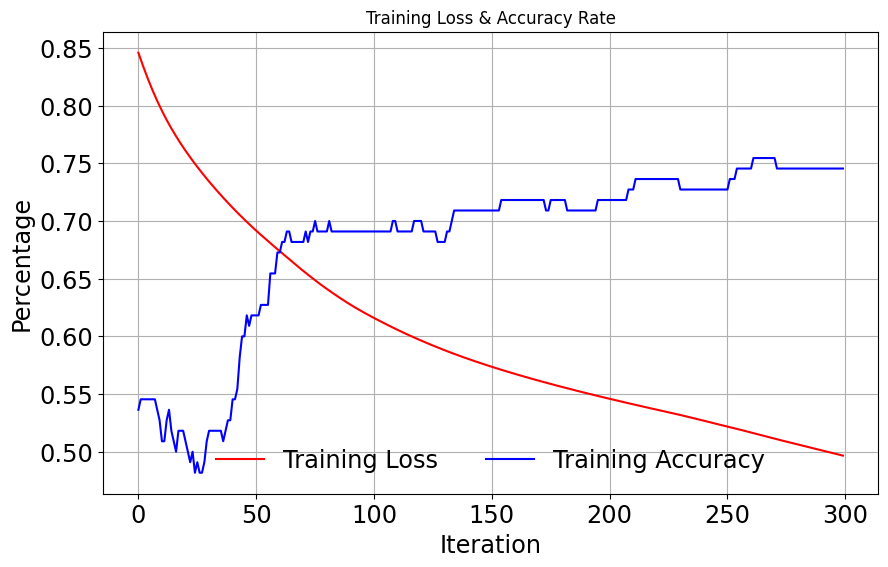 Training Loss & Accuracy Rate
0.85
0.80
0.75
0.70
0.65
0.60
0.55
0.50
Percentage
Training Loss Training Accuracy
0 50 100 150 200 250 300
Iteration